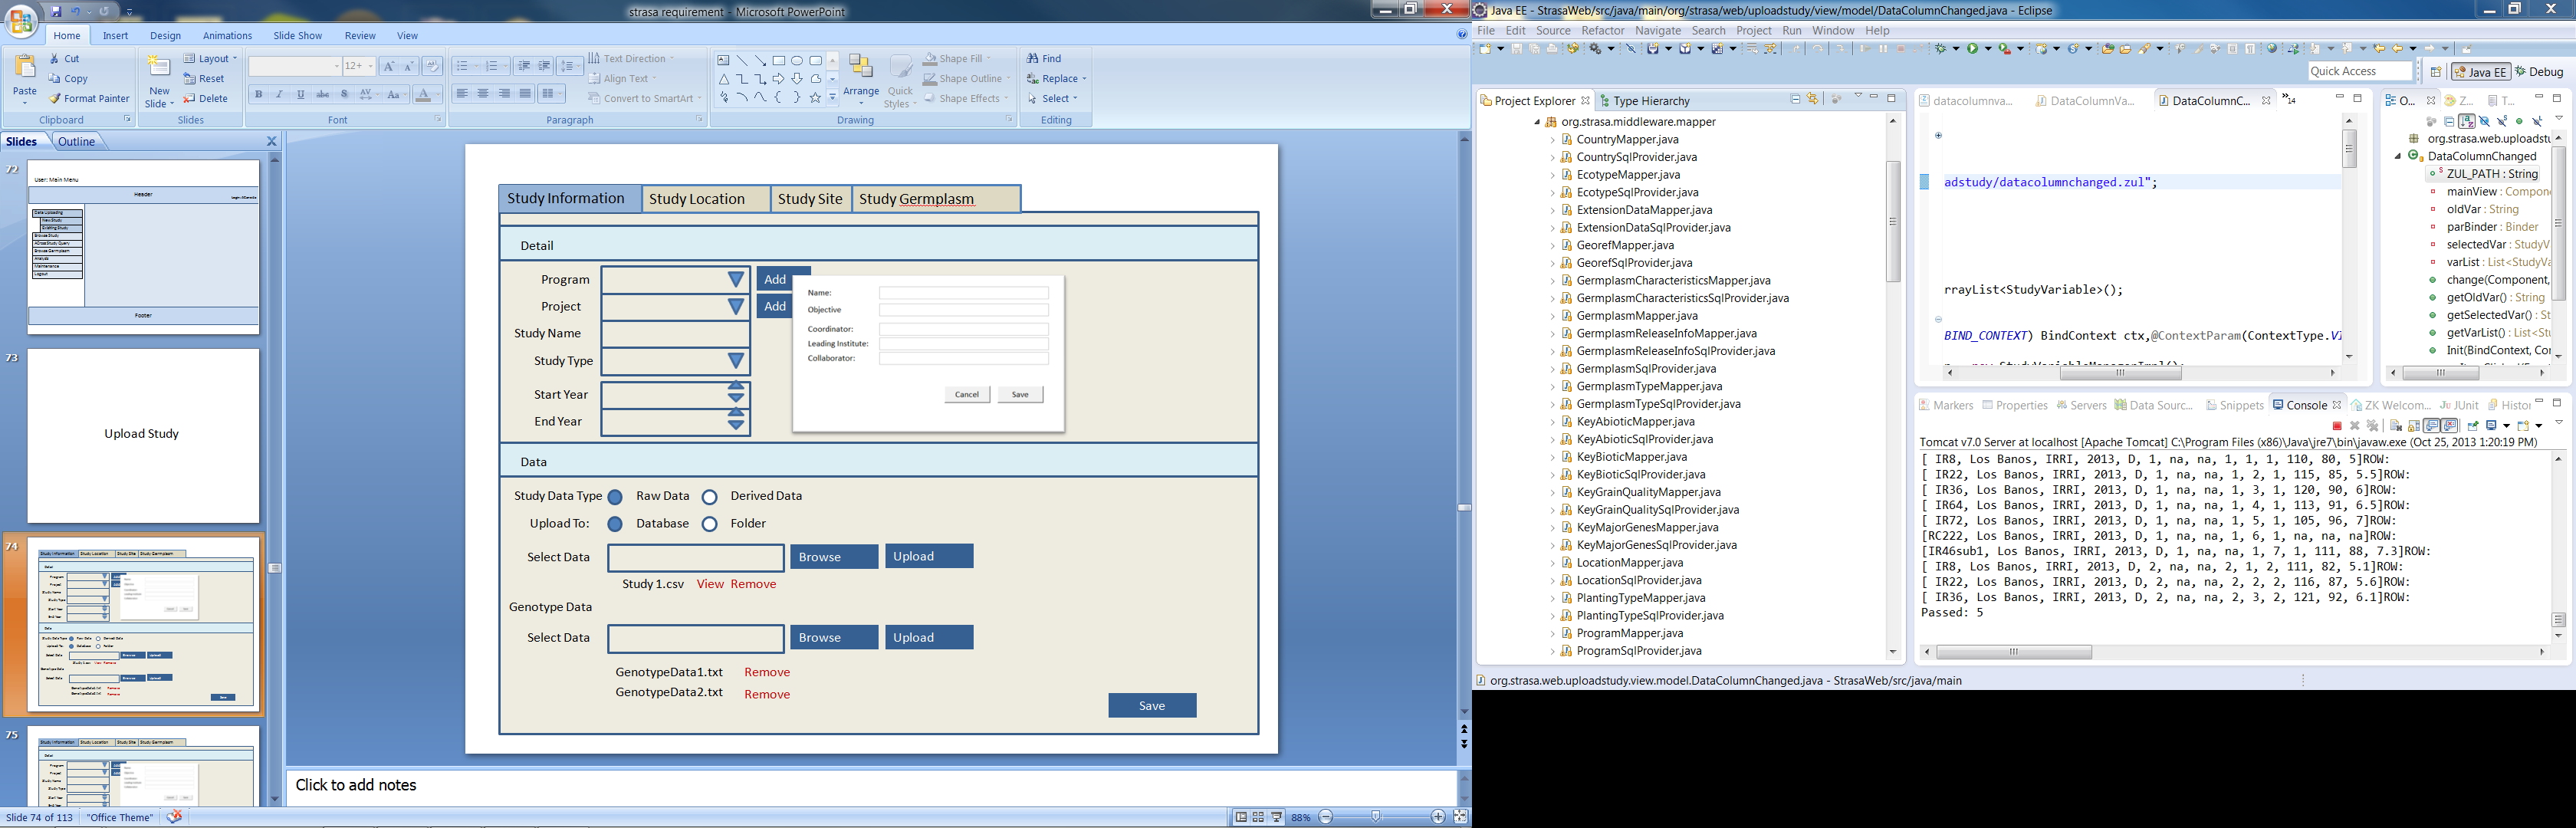 strasa requirement - Microsoft PowerPoint
Home Insert Design Animations Slide Show Review View
Paste
Cut
Copy
Format Painter
Clipboard
New Slide
Layout
Reset
Delete
Slides
12+
Font
Text Direction
Align Text
Convert to SmartArt
Paragraph
Arrange
Quick Styles
Shape Fill
Shape Outline
Shape Effects
Drawing
Find
Replace
Select
Editing
Slides Outline
72
User: Main Menu
Header
Footer
73
Upload Study
74
75
Study Information Study Location Study Site Study Germplasm
Detail
Program Add
Project Add
Study Name
Study Type
Start Year
End Year
Name:
Objective
Coordinator:
Leading Institute:
Collaborator:
Cancel Save
Data
Study Data Type Raw Data Derived Data
Upload To: Database Folder
Select Data Browse Upload
Study 1.csv View Remove
Genotype Data
Select Data Browse Upload
GenotypeData1.txt Remove
GenotypeData2.txt Remove
Save
Click to add notes
Slide 74 of 113 "Office Theme" 88%
Java EE - StrasaWeb/src/java/main/org/strasa/web/uploadstudy/view/model/DataColumnChanged.java - Eclipse
File Edit Source Refactor Navigate Search Project Run Window Help
Quick Access Java EE Debug
Project Explorer Type Hierarchy
org.strasa.middleware.mapper
CountryMapper.java
CountrySqlProvider.java
EcotypeMapper.java
EcotypeSqlProvider.java
ExtensionDataMapper.java
ExtensionDataSqlProvider.java
GeorefMapper.java
GeorefSqlProvider.java
GermplasmCharacteristicsMapper.java
GermplasmCharacteristicsSqlProvider.java
GermplasmMapper.java
GermplasmReleaseInfoMapper.java
GermplasmReleaseInfoSqlProvider.java
GermplasmSqlProvider.java
GermplasmTypeMapper.java
GermplasmTypeSqlProvider.java
KeyAbioticMapper.java
KeyAbioticSqlProvider.java
KeyBioticMapper.java
KeyBioticSqlProvider.java
KeyGrainQualityMapper.java
KeyGrainQualitySqlProvider.java
KeyMajorGenesMapper.java
KeyMajorGenesSqlProvider.java
LocationMapper.java
LocationSqlProvider.java
PlantingTypeMapper.java
PlantingTypeSqlProvider.java
ProgramMapper.java
ProgramSqlProvider.java
datacolumnva... DataColumnVa... DataColumnC... »14
adstudy/datacolumnchanged.zul";
rrayList<StudyVariable>();
BIND_CONTEXT) BindContext ctx,@ContextParam(ContextType.VI
O... Z... T...
org.strasa.web.uploadstu
DataColumnChanged
ZUL_PATH : String
mainView : Compone
oldVar : String
parBinder : Binder
selectedVar : StudyV
varList : List<StudyVa
change(Component,
getOldVar() : String
getSelectedVar() : St
getVarList() : List<Stu
Init(BindContext, Cor
Markers Properties Servers Data Sourc... Snippets Console ZK Welcom... JUnit Histor
Tomcat v7.0 Server at localhost [Apache Tomcat] C:\Program Files (x86)\Java\jre7\bin\javaw.exe (Oct 25, 2013 1:20:19 PM)
[ IR8, Los Banos, IRRI, 2013, D, 1, na, na, 1, 1, 1, 110, 80, 5]ROW:
[ IR22, Los Banos, IRRI, 2013, D, 1, na, na, 1, 2, 1, 115, 85, 5.5]ROW:
[ IR36, Los Banos, IRRI, 2013, D, 1, na, na, 1, 3, 1, 120, 90, 6]ROW:
[ IR64, Los Banos, IRRI, 2013, D, 1, na, na, 1, 4, 1, 113, 91, 6.5]ROW:
[ IR72, Los Banos, IRRI, 2013, D, 1, na, na, 1, 5, 1, 105, 96, 7]ROW:
[RC222, Los Banos, IRRI, 2013, D, 1, na, na, 1, 6, 1, na, na, na]ROW:
[IR46sub1, Los Banos, IRRI, 2013, D, 1, na, na, 1, 7, 1, 111, 88, 7.3]ROW:
[ IR8, Los Banos, IRRI, 2013, D, 2, na, na, 2, 1, 2, 111, 82, 5.1]ROW:
[ IR22, Los Banos, IRRI, 2013, D, 2, na, na, 2, 2, 2, 116, 87, 5.6]ROW:
[ IR36, Los Banos, IRRI, 2013, D, 2, na, na, 2, 3, 2, 121, 92, 6.1]ROW:
Passed: 5
org.strasa.web.uploadstudy.view.model.DataColumnChanged.java - StrasaWeb/src/java/main